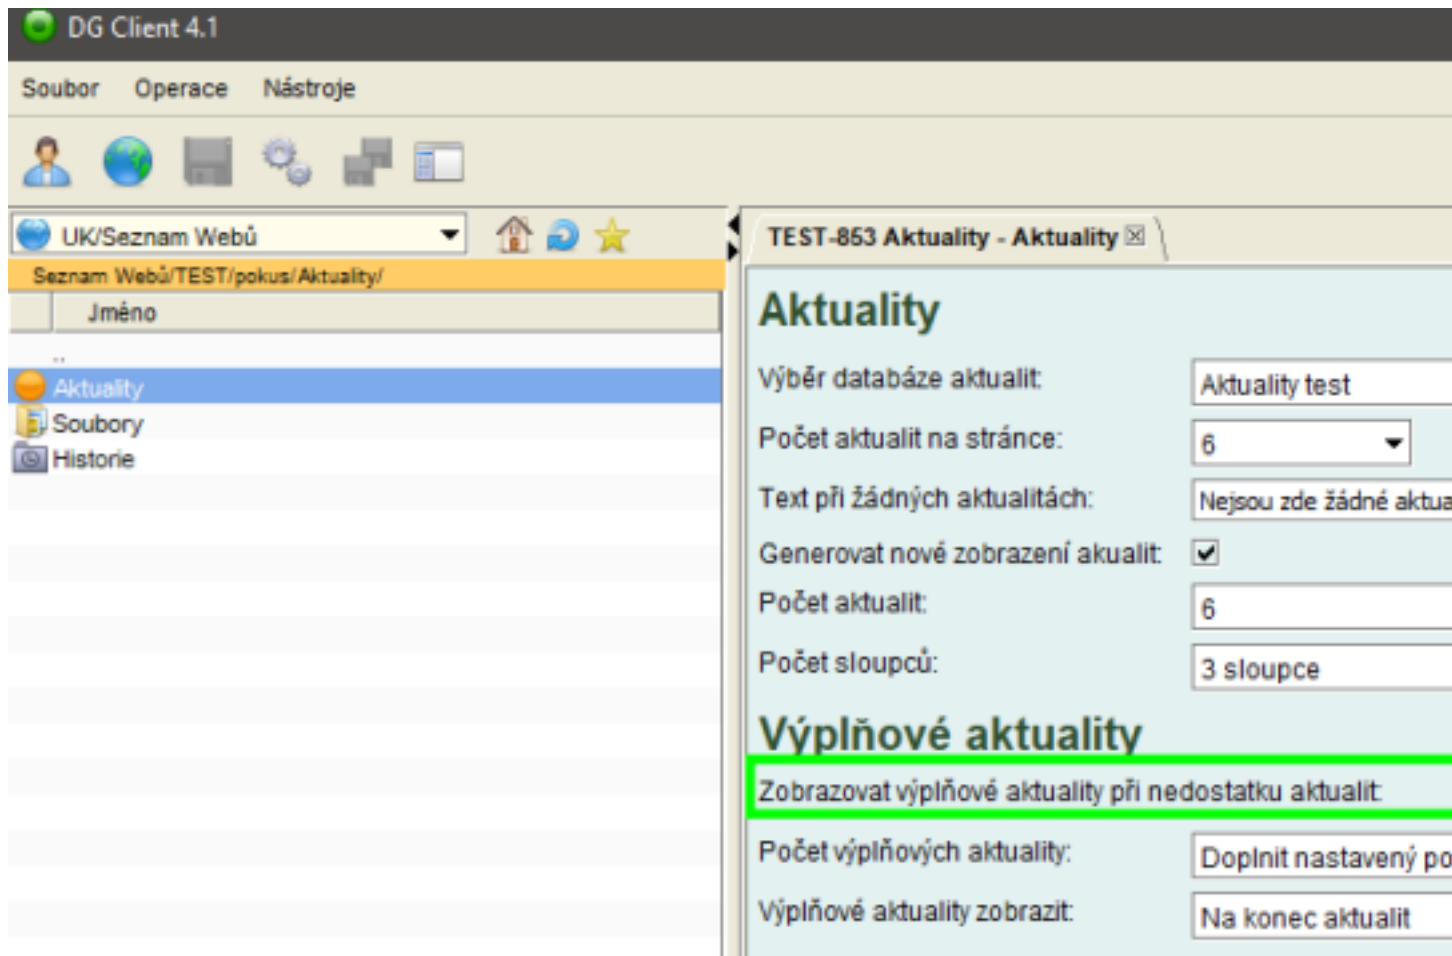 DG Client 4.1
Soubor Operace Nástroje
UK/Seznam Webů
Seznam Webů/TEST/pokus/Aktuality/
Jméno
..
Aktuality
Soubory
Historie
TEST-853 Aktuality - Aktuality
Aktuality
Výběr databáze aktualit: Aktuality test
Počet aktualit na stránce: 6
Text při žádných aktualitách: Nejsou zde žádné
Generovat nové zobrazení akualit:
Počet aktualit: 6
Počet sloupců: 3 sloupce
Výplňové aktuality
Zobrazovat výplňové aktuality při nedostatku aktualit:
Počet výplňových aktuality: Doplnit nastavený
Výplňové aktuality zobrazit: Na konec aktualit